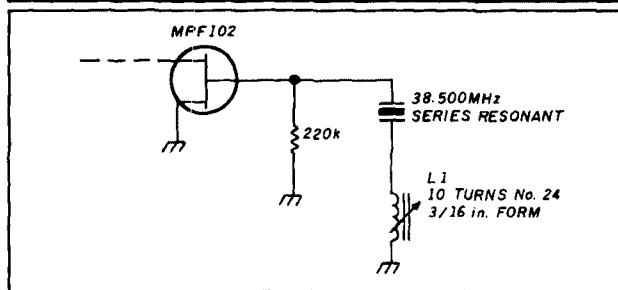 MPF102
220k
38.500MHz
SERIES RESONANT
L1
10 TURNS No. 24
3/16 in. FORM